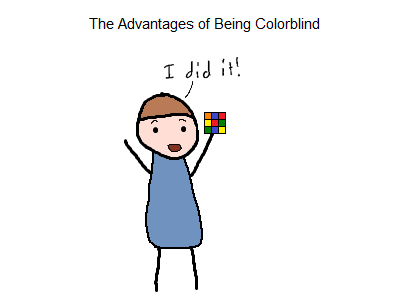 The Advantages of Being Colorblind
I did it!